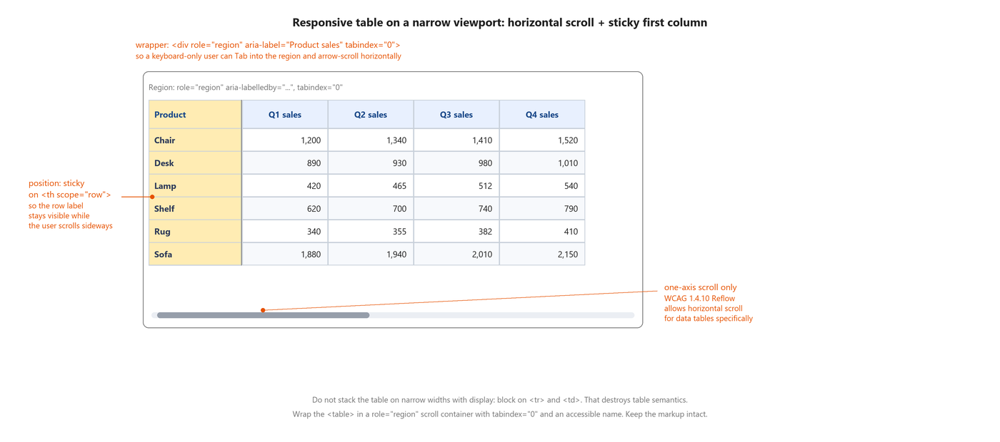 Responsive table on a narrow viewport: horizontal scroll + sticky first column
wrapper: <div role="region" aria-label="Product sales" tabindex="0">
so a keyboard-only user can Tab into the region and arrow-scroll horizontally
Region: role="region" aria-labelledby="...", tabindex="0"
Product Q1 sales Q2 sales Q3 sales Q4 sales
Chair 1,200 1,340 1,410 1,520
Desk 890 930 980 1,010
Lamp 420 465 512 540
Shelf 620 700 740 790
Rug 340 355 382 410
Sofa 1,880 1,940 2,010 2,150
position: sticky
on <th scope="row">
so the row label
stays visible while
the user scrolls sideways
one-axis scroll only
WCAG 1.4.10 Reflow
allows horizontal scroll
for data tables specifically
Do not stack the table on narrow widths with display: block on <tr> and <td>. That destroys table semantics.
Wrap the <table> in a role="region" scroll container with tabindex="0" and an accessible name. Keep the markup intact.